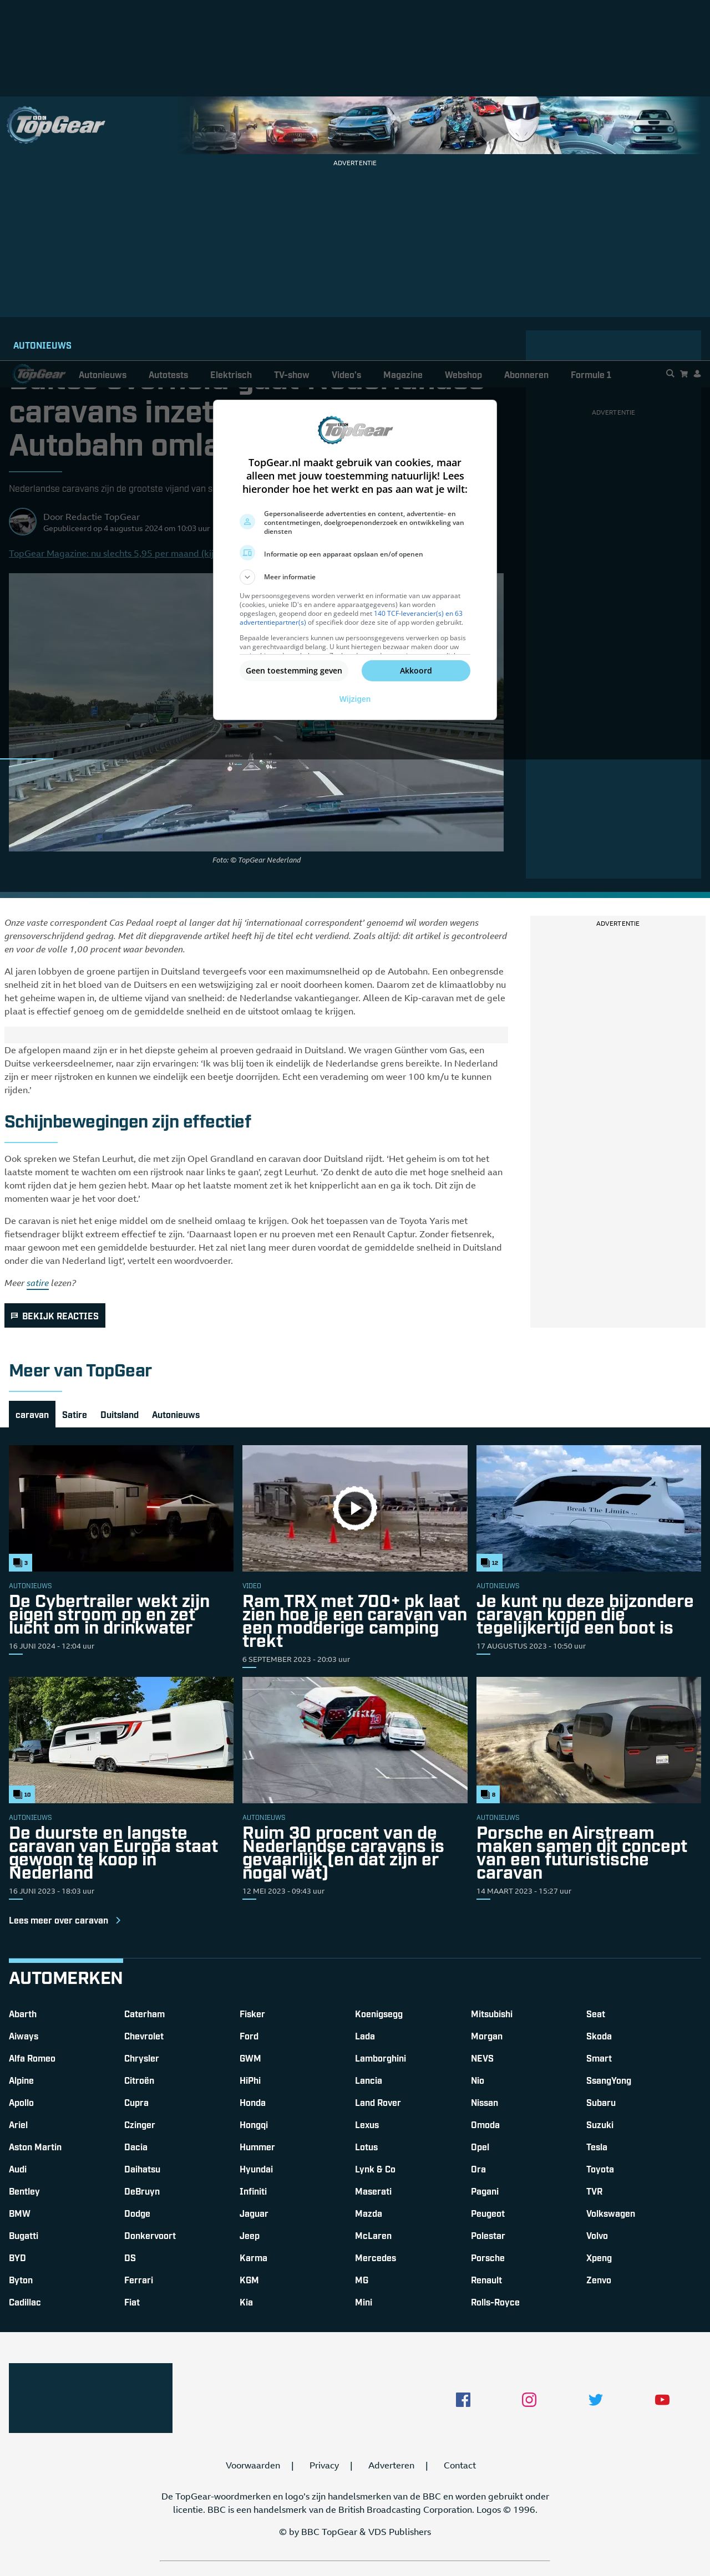 BBC
TopGear
ADVERTENTIE
AUTONIEUWS
TopGear
Autonieuws
Autotests
Elektrisch
TV-show
Video's
Magazine
Webshop
Abonneren
Formule 1
caravans inzet
Autobahn omla
ADVERTENTIE
Nederlandse caravans zijn de grootste vijand van s
Door Redactie TopGear
Gepubliceerd op 4 augustus 2024 om 10:03 uur
TopGear Magazine: nu slechts 5,95 per maand (kij
TopGear
TopGear.nl maakt gebruik van cookies, maar
alleen met jouw toestemming natuurlijk! Lees
hieronder hoe het werkt en pas aan wat je wilt:
Gepersonaliseerde advertenties en content, advertentie- en
contentmetingen, doelgroepenonderzoek en ontwikkeling van
diensten
Informatie op een apparaat opslaan en/of openen
Meer informatie
Uw persoonsgegevens worden verwerkt en informatie van uw apparaat
(cookies, unieke ID's en andere apparaatgegevens) kan worden
opgeslagen, geopend door en gedeeld met 140 TCF-leverancier(s) en 63
advertentiepartner(s) of specifiek door deze site of app worden gebruikt.
Bepaalde leveranciers kunnen uw persoonsgegevens verwerken op basis
van gerechtvaardigd belang. U kunt hiertegen bezwaar maken door uw
Geen toestemming geven
Akkoord
Wijzigen
Foto: © TopGear Nederland
Onze vaste correspondent Cas Pedaal roept al langer dat hij 'internationaal correspondent' genoemd wil worden wegens
grensoverschrijdend gedrag. Met dit diepgravende artikel heeft hij de titel echt verdiend. Zoals altijd: dit artikel is gecontroleerd
en voor de volle 1,00 procent waar bevonden.
Al jaren lobbyen de groene partijen in Duitsland tevergeefs voor een maximumsnelheid op de Autobahn. Een onbegrensde
snelheid zit in het bloed van de Duitsers en een wetswijziging zal er nooit doorheen komen. Daarom zet de klimaatlobby nu
het geheime wapen in, de ultieme vijand van snelheid: de Nederlandse vakantieganger. Alleen de Kip-caravan met de gele
plaat is effectief genoeg om de gemiddelde snelheid en de uitstoot omlaag te krijgen.
De afgelopen maand zijn er in het diepste geheim al proeven gedraaid in Duitsland. We vragen Günther vom Gas, een
Duitse verkeersdeelnemer, naar zijn ervaringen: 'Ik was blij toen ik eindelijk de Nederlandse grens bereikte. In Nederland
zijn er meer rijstroken en kunnen we eindelijk een beetje doorrijden. Echt een verademing om weer 100 km/u te kunnen
rijden.'
Schijnbewegingen zijn effectief
Ook spreken we Stefan Leurhut, die met zijn Opel Grandland en caravan door Duitsland rijdt. 'Het geheim is om tot het
laatste moment te wachten om een rijstrook naar links te gaan', zegt Leurhut. 'Zo denkt de auto die met hoge snelheid aan
komt rijden dat je hem gezien hebt. Maar op het laatste moment zet ik het knipperlicht aan en ga ik toch. Dit zijn de
momenten waar je het voor doet.'
De caravan is niet het enige middel om de snelheid omlaag te krijgen. Ook het toepassen van de Toyota Yaris met
fietsendrager blijkt extreem effectief te zijn. 'Daarnaast lopen er nu proeven met een Renault Captur. Zonder fietsenrek,
maar gewoon met een gemiddelde bestuurder. Het zal niet lang meer duren voordat de gemiddelde snelheid in Duitsland
onder die van Nederland ligt', vertelt een woordvoerder.
Meer satire lezen?
BEKIJK REACTIES
ADVERTENTIE
Meer van TopGear
caravan
Satire
Duitsland
Autonieuws
3
AUTONIEUWS
De Cybertrailer wekt zijn
eigen stroom op en zet
lucht om in drinkwater
16 JUNI 2024 - 12:04 uur
VIDEO
Ram TRX met 700+ pk laat
zien hoe je een caravan van
een modderige camping
trekt
6 SEPTEMBER 2023 - 20:03 uur
Break The Limits ...
12
AUTONIEUWS
Je kunt nu deze bijzondere
caravan kopen die
tegelijkertijd een boot is
17 AUGUSTUS 2023 - 10:50 uur
10
AUTONIEUWS
De duurste en langste
caravan van Europa staat
gewoon te koop in
Nederland
16 JUNI 2023 - 18:03 uur
AUTONIEUWS
Ruim 30 procent van de
Nederlandse caravans is
gevaarlijk (en dat zijn er
nogal wat)
12 MEI 2023 - 09:43 uur
8
AUTONIEUWS
Porsche en Airstream
maken samen dit concept
van een futuristische
caravan
14 MAART 2023 - 15:27 uur
Lees meer over caravan
AUTOMERKEN
Abarth
Aiways
Alfa Romeo
Alpine
Apollo
Ariel
Aston Martin
Audi
Bentley
BMW
Bugatti
BYD
Byton
Cadillac
Caterham
Chevrolet
Chrysler
Citroën
Cupra
Czinger
Dacia
Daihatsu
DeBruyn
Dodge
Donkervoort
DS
Ferrari
Fiat
Fisker
Ford
GWM
HiPhi
Honda
Hongqi
Hummer
Hyundai
Infiniti
Jaguar
Jeep
Karma
KGM
Kia
Koenigsegg
Lada
Lamborghini
Lancia
Land Rover
Lexus
Lotus
Lynk & Co
Maserati
Mazda
McLaren
Mercedes
MG
Mini
Mitsubishi
Morgan
NEVS
Nio
Nissan
Omoda
Opel
Ora
Pagani
Peugeot
Polestar
Porsche
Renault
Rolls-Royce
Seat
Skoda
Smart
SsangYong
Subaru
Suzuki
Tesla
Toyota
TVR
Volkswagen
Volvo
Xpeng
Zenvo
Voorwaarden | Privacy | Adverteren | Contact
De TopGear-woordmerken en logo's zijn handelsmerken van de BBC en worden gebruikt onder
licentie. BBC is een handelsmerk van de British Broadcasting Corporation. Logos © 1996.
© by BBC TopGear & VDS Publishers